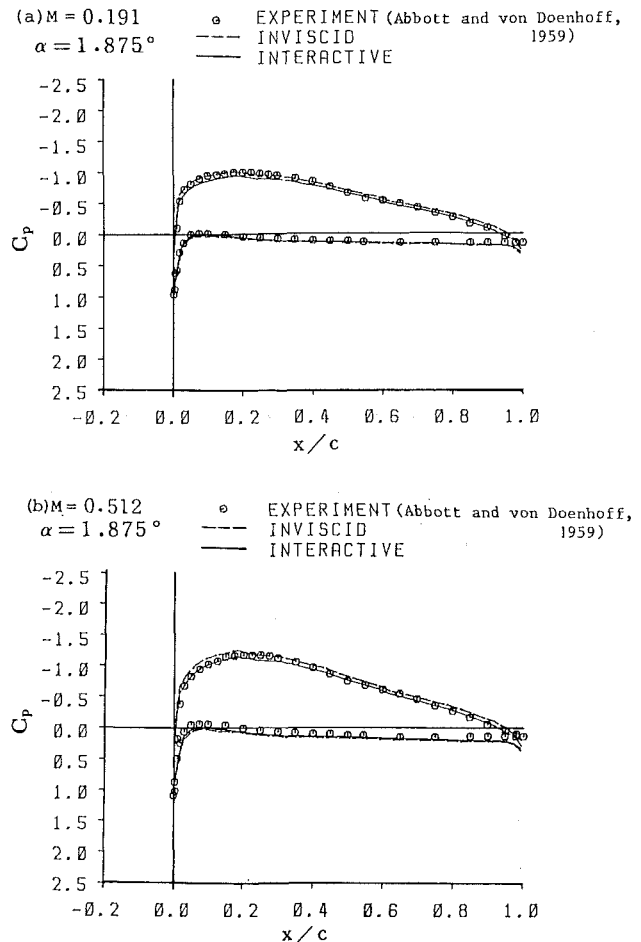 (a) M = 0.191
α = 1.875°
EXPERIMENT (Abbott and von Doenhoff, 1959)
INVISCID
INTERACTIVE
-2.5
-2.0
-1.5
-1.0
-0.5
0.0
0.5
1.0
1.5
2.0
2.5
Cp
-0.2 0.0 0.2 0.4 0.6 0.8 1.0
x/c
(b) M = 0.512
α = 1.875°
EXPERIMENT (Abbott and von Doenhoff, 1959)
INVISCID
INTERACTIVE
-2.5
-2.0
-1.5
-1.0
-0.5
0.0
0.5
1.0
1.5
2.0
2.5
Cp
-0.2 0.0 0.2 0.4 0.6 0.8 1.0
x/c